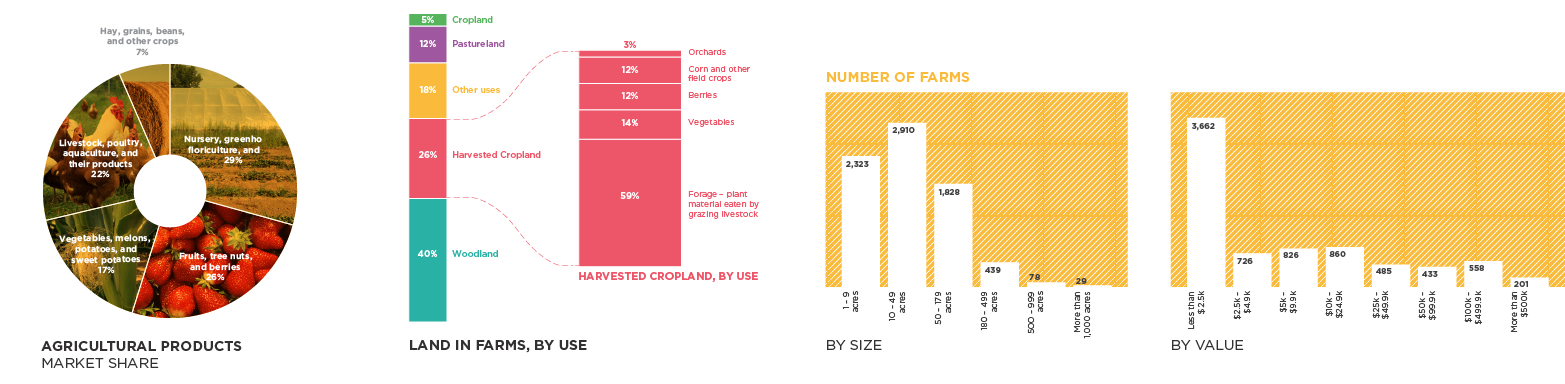 Hay, grains, beans,
and other crops
7%
Nursery, greenho
floriculture, and
29%
Livestock, poultry,
aquaculture, and
their products
22%
Vegetables, melons,
potatoes, and
sweet potatoes
17%
Fruits, tree nuts,
and berries
26%
AGRICULTURAL PRODUCTS
MARKET SHARE
5% Cropland
12% Pastureland
18% Other uses
26% Harvested Cropland
40% Woodland
3% Orchards
12% Corn and other
field crops
12% Berries
14% Vegetables
59% Forage – plant
material eaten by
grazing livestock
HARVESTED CROPLAND, BY USE
LAND IN FARMS, BY USE
NUMBER OF FARMS
2,323
2,910
1,828
439
78
29
1 – 9
acres
10 – 49
acres
50 – 179
acres
180 – 499
acres
500 – 999
acres
More than
1,000 acres
BY SIZE
3,662
726
826
860
485
433
558
201
Less than
$2.5k
$2.5k –
$4.9k
$5k –
$9.9k
$10k –
$24.9k
$25k –
$49.9k
$50k –
$99.9k
$100k –
$499.9k
More than
$500k
BY VALUE